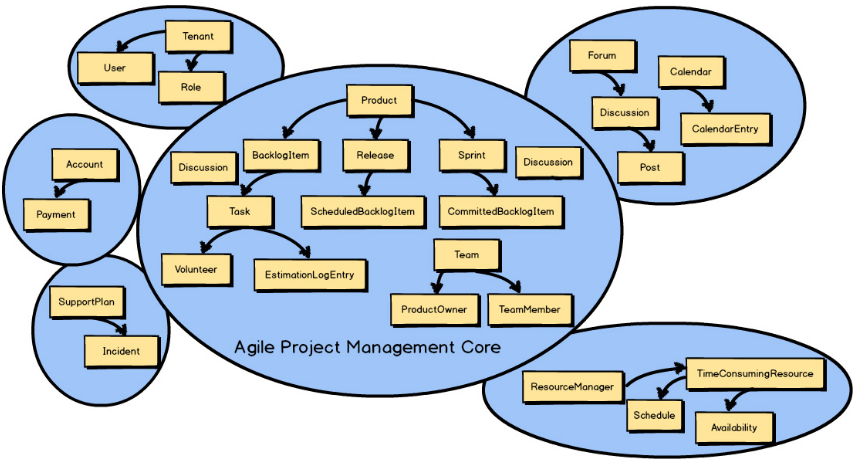 Tenant
User
Role
Forum
Calendar
Discussion
CalendarEntry
Post
Account
Payment
SupportPlan
Incident
Product
Discussion
BacklogItem
Release
Sprint
Discussion
Task
ScheduledBacklogItem
CommittedBacklogItem
Volunteer
EstimationLogEntry
Team
ProductOwner
TeamMember
Agile Project Management Core
ResourceManager
TimeConsumingResource
Schedule
Availability